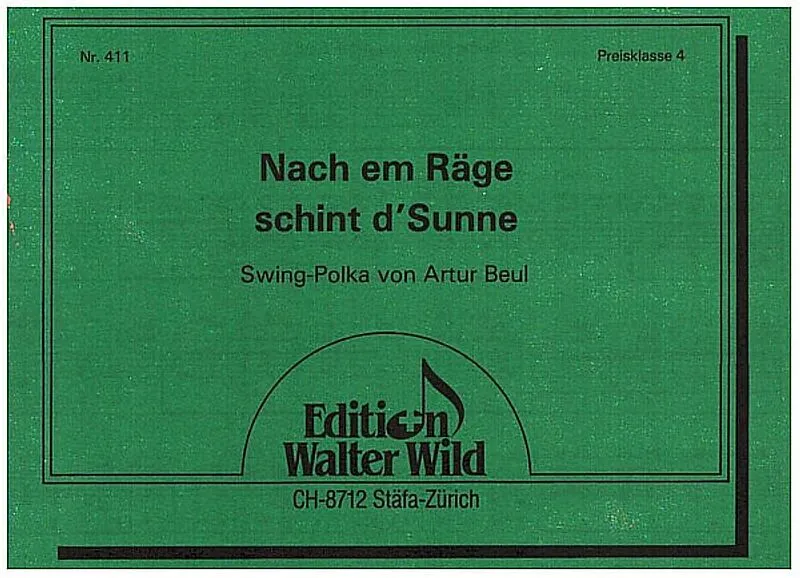 Nr. 411
Preisklasse 4
Nach em Räge
schint d'Sunne
Swing-Polka von Artur Beul
Edition
Walter Wild
CH-8712 Stäfa-Zürich